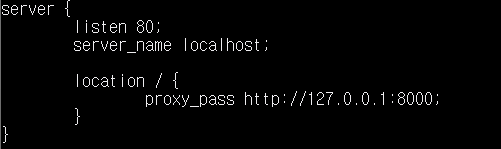 server {
        listen 80;
        server_name localhost;

        location / {
                proxy_pass http://127.0.0.1:8000;
        }
}